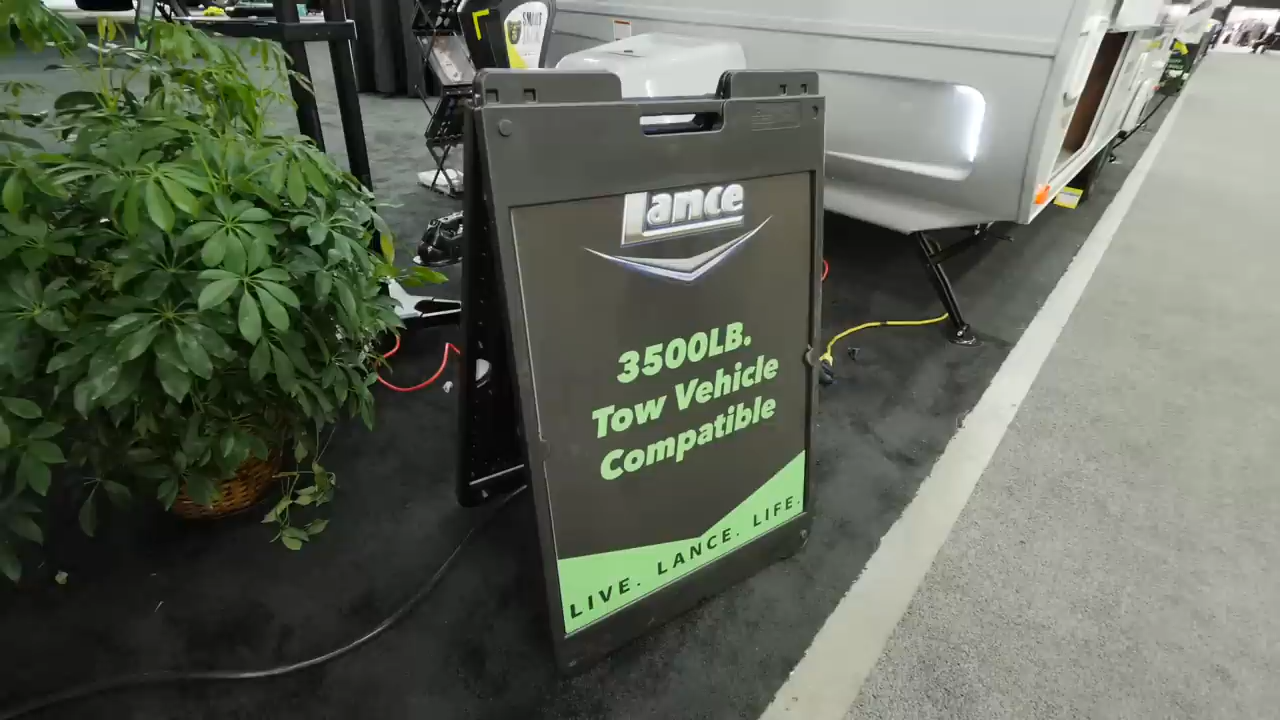 Lance
3500LB.
Tow Vehicle
Compatible
LIVE. LANCE. LIFE.